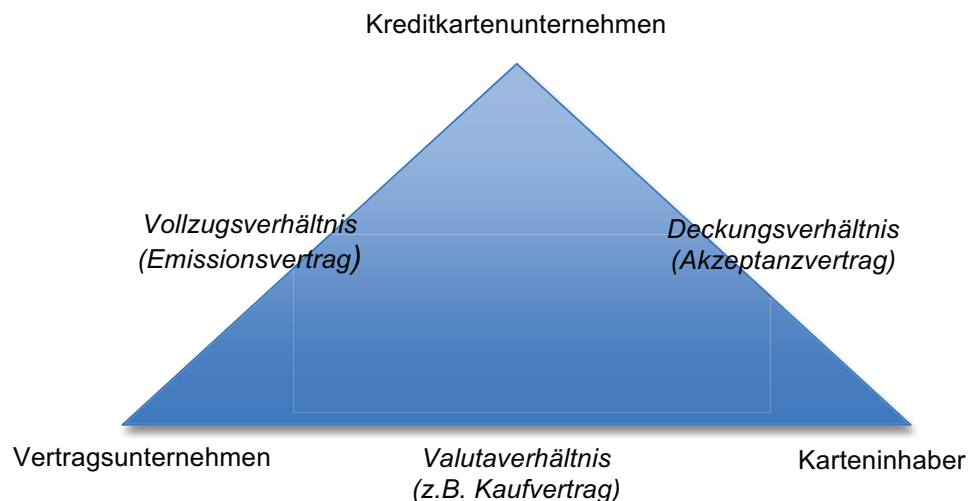 Kreditkartenunternehmen
Vollzugsverhältnis
(Emissionsvertrag)
Deckungsverhältnis
(Akzeptanzvertrag)
Vertragsunternehmen
Valutaverhältnis
(z.B. Kaufvertrag)
Karteninhaber